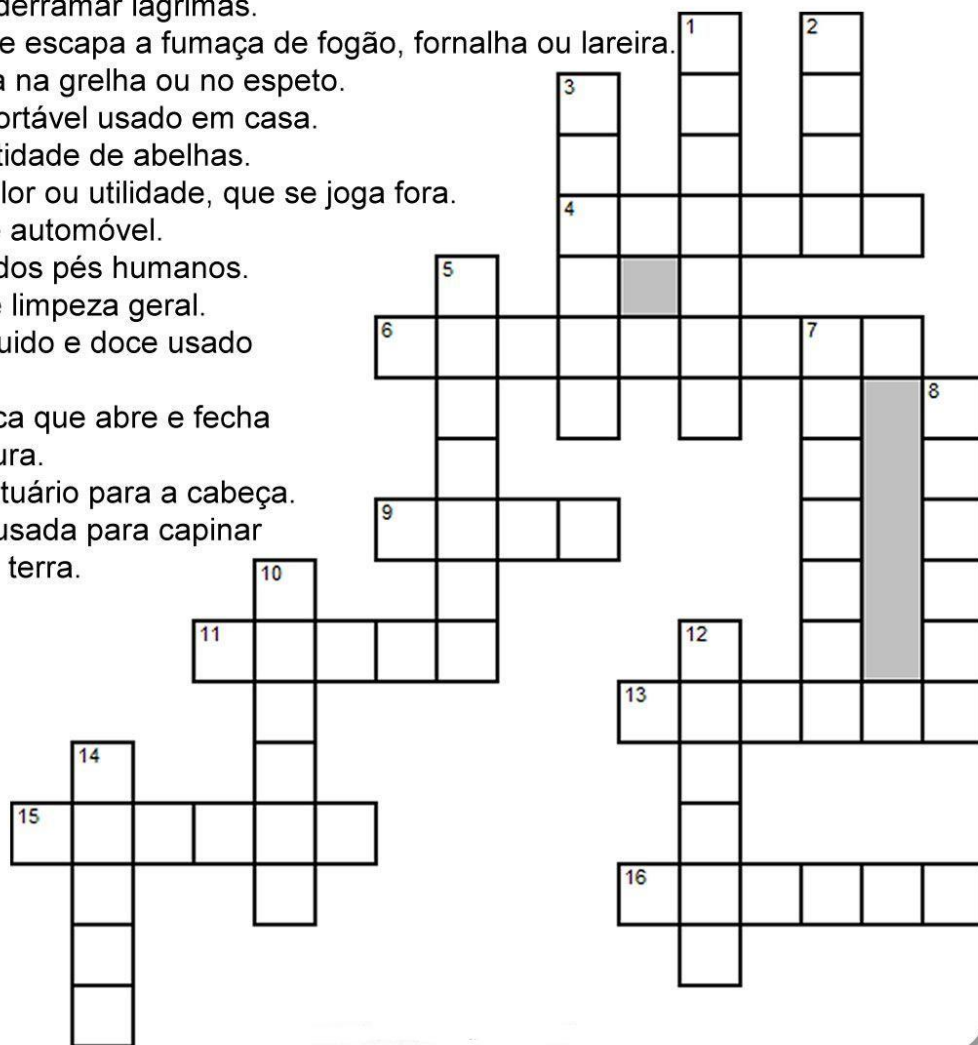 derramar lágrimas.
e escapa a fumaça de fogão, fornalha ou lareira.
a na grelha ou no espeto.
ortável usado em casa.
tidade de abelhas.
lor ou utilidade, que se joga fora.
automóvel.
dos pés humanos.
e limpeza geral.
uido e doce usado
ca que abre e fecha
ura.
tuário para a cabeça.
usada para capinar
terra.
1 2
3
4
5
6 7
8
9
10
11 12
13
14
15
16